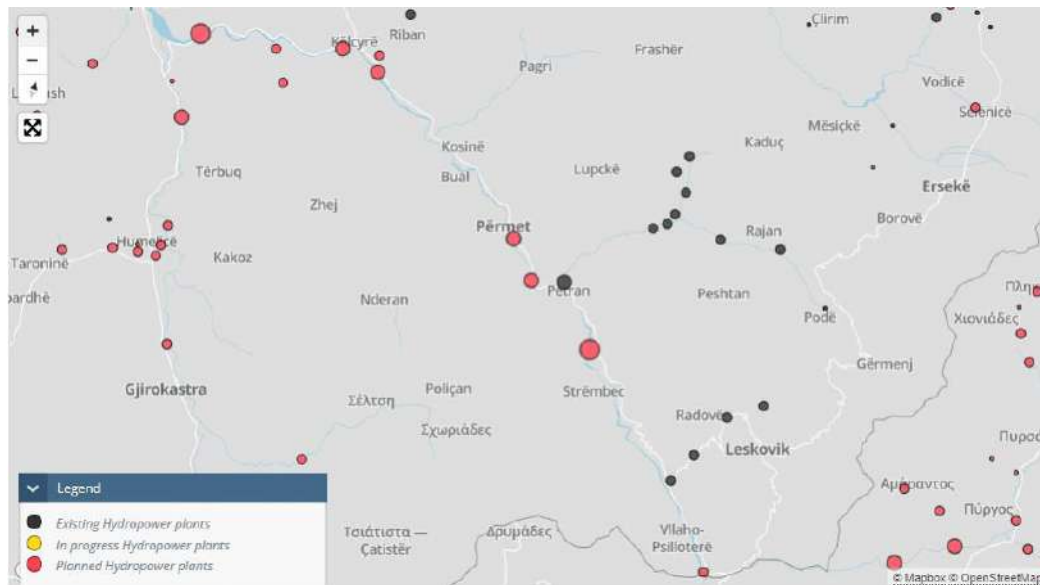 Çlirim
Riban
Këlcyrë
Frashër
Pagri
Vodicë
Selenicë
Mësiçkë
Kosinë
Kaduç
Lupckë
Tërbuq
Bual
Ersekë
Zhej
Borovë
Përmet
Rajan
Humelicë
Kakoz
Taroninë
Petran
Peshtan
Nderan
Podë
Χιονιάδες
Gërmenj
Gjirokastra
Poliçan
Strëmbec
Σέλτση
Radovë
Σχωριάδες
Leskovik
Αμάραντος
Πύργος
Legend
Existing Hydropower plants
In progress Hydropower plants
Planned Hydropower plants
Τσιάτιστα —
Çatistër
Δρυμάδες
Vllaho-
Psilloterë
© Mapbox © OpenStreetMap